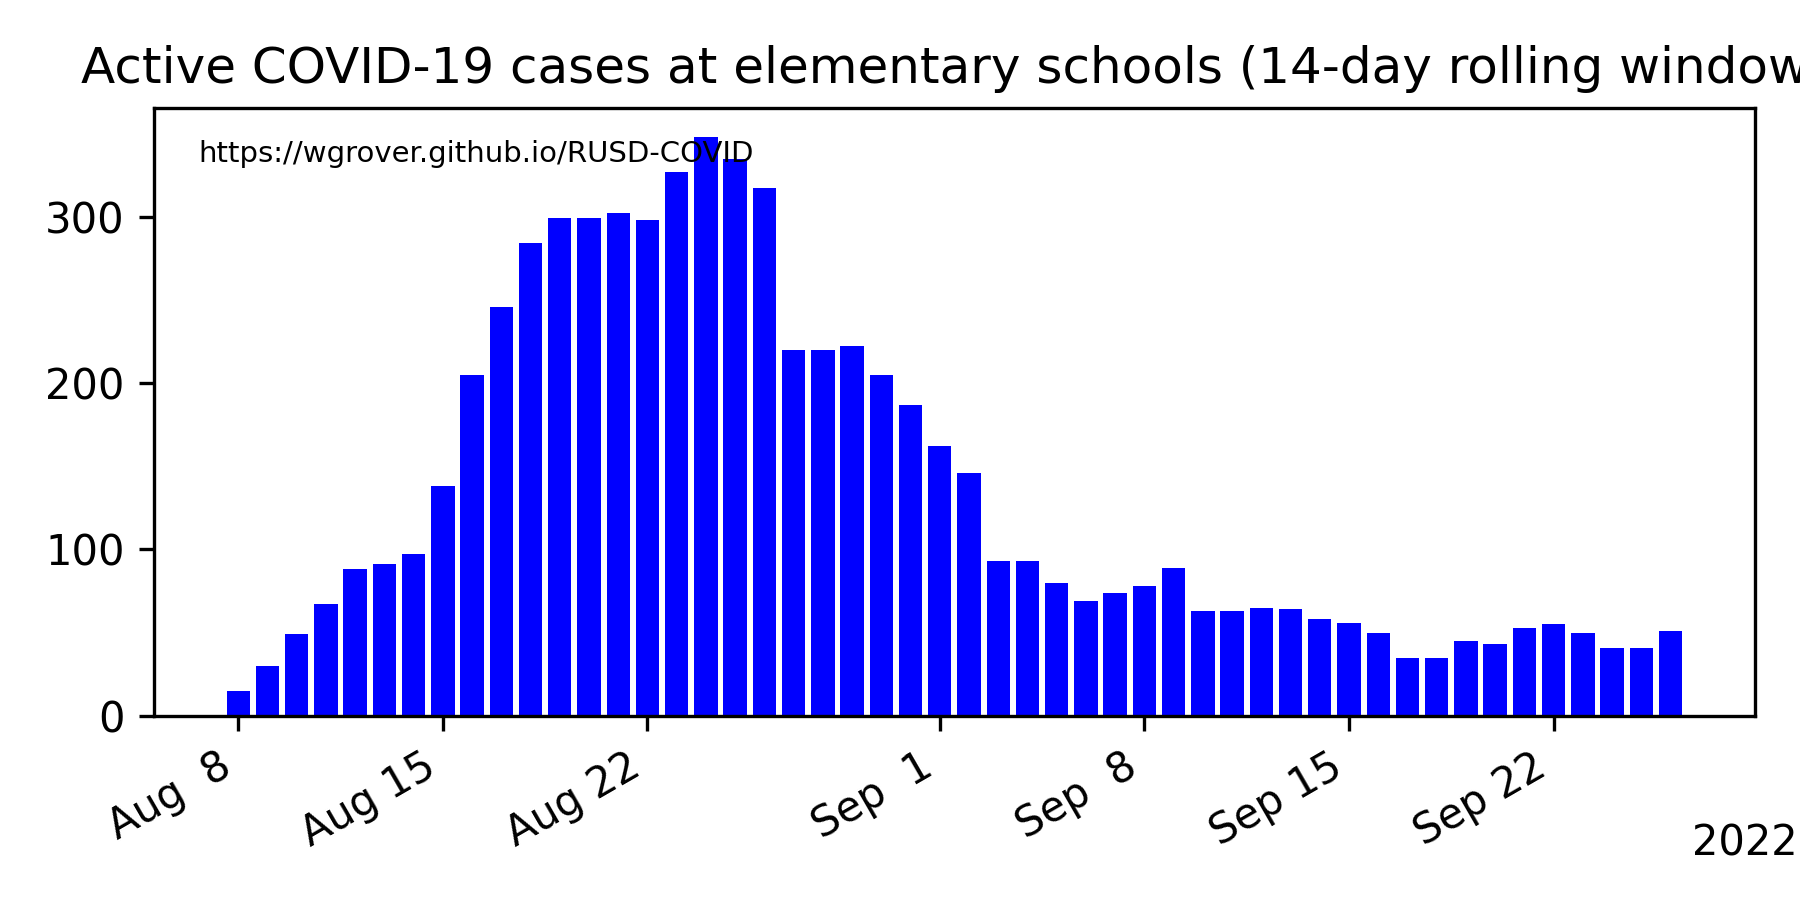 Active COVID-19 cases at elementary schools (14-day rolling window
https://wgrover.github.io/RUSD-COVID
300
200
100
0
Aug 8
Aug 15
Aug 22
Sep 1
Sep 8
Sep 15
Sep 22
2022